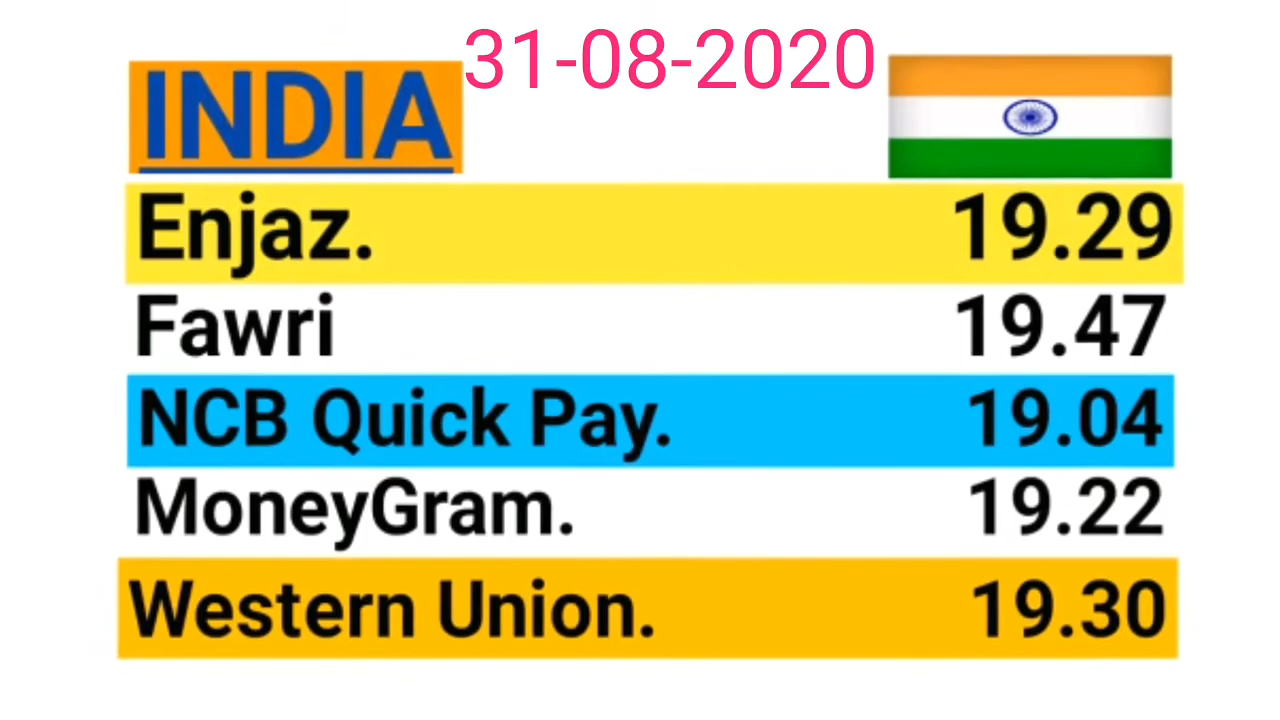 31-08-2020
INDIA
Enjaz. 19.29
Fawri 19.47
NCB Quick Pay. 19.04
MoneyGram. 19.22
Western Union. 19.30